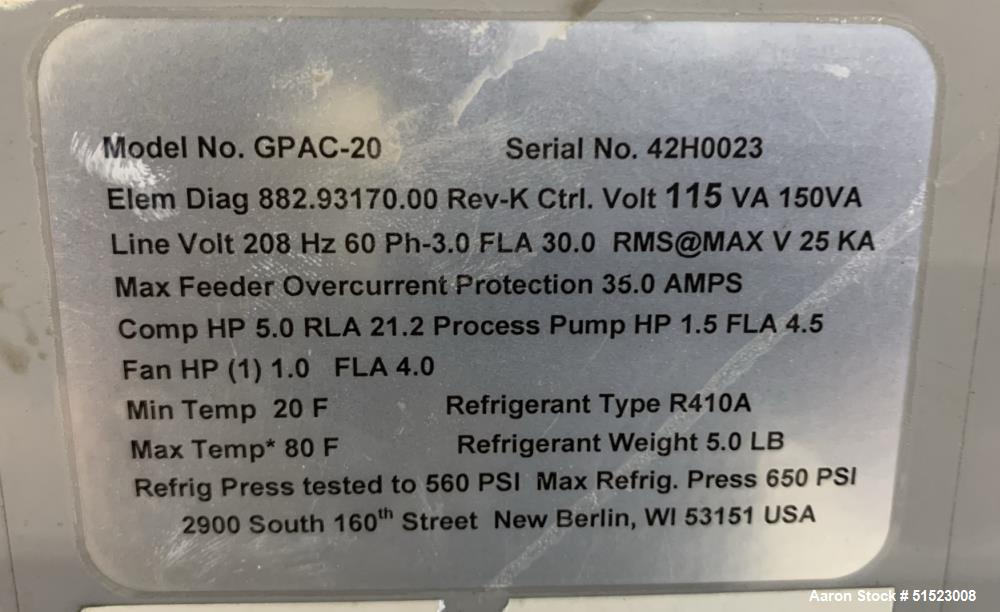 Model No. GPAC-20 Serial No. 42H0023
Elem Diag 882.93170.00 Rev-K Ctrl. Volt 115 VA 150VA
Line Volt 208 Hz 60 Ph-3.0 FLA 30.0 RMS@MAX V 25 KA
Max Feeder Overcurrent Protection 35.0 AMPS
Comp HP 5.0 RLA 21.2 Process Pump HP 1.5 FLA 4.5
Fan HP (1) 1.0 FLA 4.0
Min Temp 20 F Refrigerant Type R410A
Max Temp* 80 F Refrigerant Weight 5.0 LB
Refrig Press tested to 560 PSI Max Refrig. Press 650 PSI
2900 South 160th Street New Berlin, WI 53151 USA
Aaron Stock # 51523008